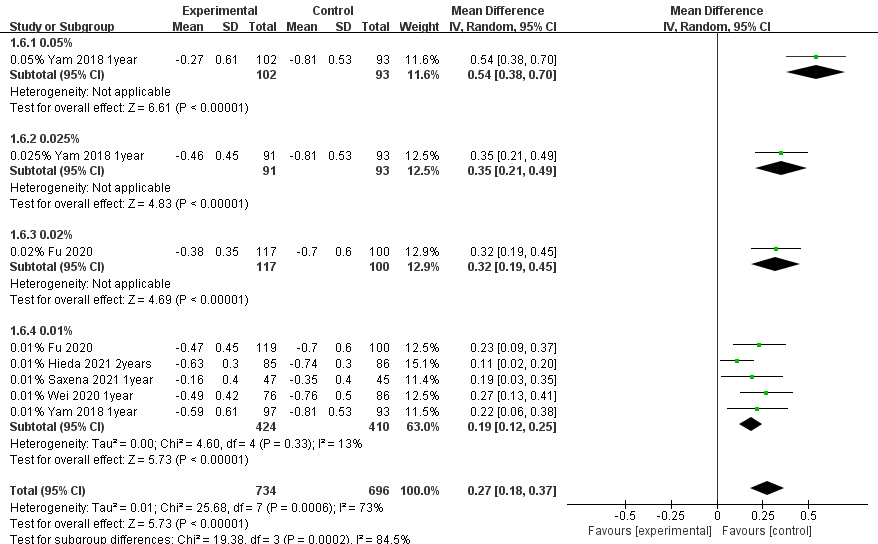 Experimental Control Mean Difference Mean Difference
Study or Subgroup Mean SD Total Mean SD Total Weight IV, Random, 95% CI IV, Random, 95% CI
1.6.1 0.05%
0.05% Yam 2018 1year -0.27 0.61 102 -0.81 0.53 93 11.6% 0.54 [0.38, 0.70]
Subtotal (95% CI) 102 93 11.6% 0.54 [0.38, 0.70]
Heterogeneity: Not applicable
Test for overall effect: Z = 6.61 (P < 0.00001)
1.6.2 0.025%
0.025% Yam 2018 1year -0.46 0.45 91 -0.81 0.53 93 12.5% 0.35 [0.21, 0.49]
Subtotal (95% CI) 91 93 12.5% 0.35 [0.21, 0.49]
Heterogeneity: Not applicable
Test for overall effect: Z = 4.83 (P < 0.00001)
1.6.3 0.02%
0.02% Fu 2020 -0.38 0.35 117 -0.7 0.6 100 12.9% 0.32 [0.19, 0.45]
Subtotal (95% CI) 117 100 12.9% 0.32 [0.19, 0.45]
Heterogeneity: Not applicable
Test for overall effect: Z = 4.69 (P < 0.00001)
1.6.4 0.01%
0.01% Fu 2020 -0.47 0.45 119 -0.7 0.6 100 12.5% 0.23 [0.09, 0.37]
0.01% Hieda 2021 2years -0.63 0.3 85 -0.74 0.3 86 15.1% 0.11 [0.02, 0.20]
0.01% Saxena 2021 1year -0.16 0.4 47 -0.35 0.4 45 11.4% 0.19 [0.03, 0.35]
0.01% Wei 2020 1year -0.49 0.42 76 -0.76 0.5 86 12.6% 0.27 [0.13, 0.41]
0.01% Yam 2018 1year -0.59 0.61 97 -0.81 0.53 93 11.5% 0.22 [0.06, 0.38]
Subtotal (95% CI) 424 410 63.0% 0.19 [0.12, 0.25]
Heterogeneity: Tau² = 0.00; Chi² = 4.60, df = 4 (P = 0.33); I² = 13%
Test for overall effect: Z = 5.73 (P < 0.00001)
Total (95% CI) 734 696 100.0% 0.27 [0.18, 0.37]
Heterogeneity: Tau² = 0.01; Chi² = 25.68, df = 7 (P = 0.0006); I² = 73%
Test for overall effect: Z = 5.73 (P < 0.00001)
Test for subgroup differences: Chi² = 19.38, df = 3 (P = 0.0002), I² = 84.5%
-0.5 -0.25 0 0.25 0.5
Favours [experimental] Favours [control]